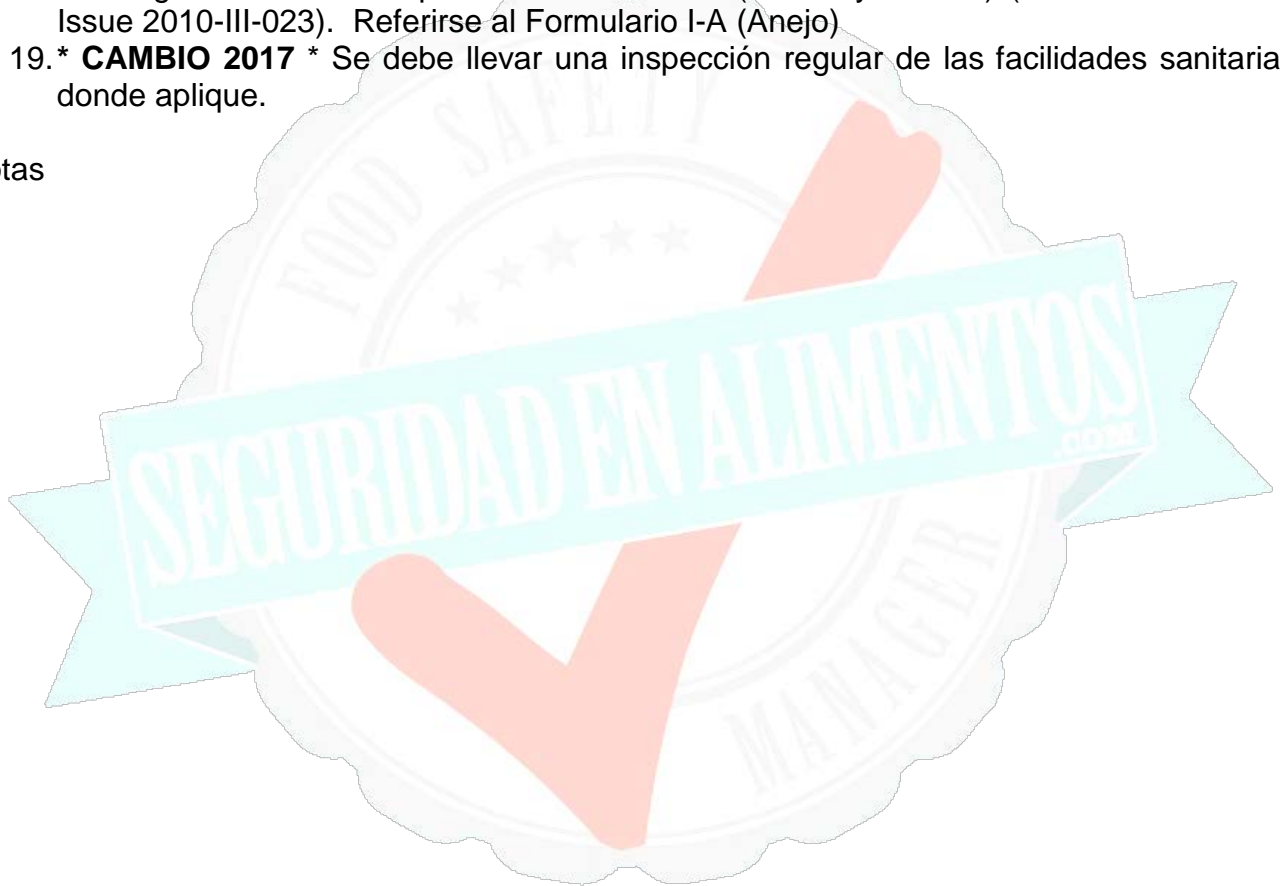 Issue 2010-III-023). Referirse al Formulario I-A (Anejo)
19.* CAMBIO 2017 * Se debe llevar una inspección regular de las facilidades sanitaria
donde aplique.
otas
FOOD SAFETY
SEGURIDAD EN ALIMENTOS
.COM
MANAGER